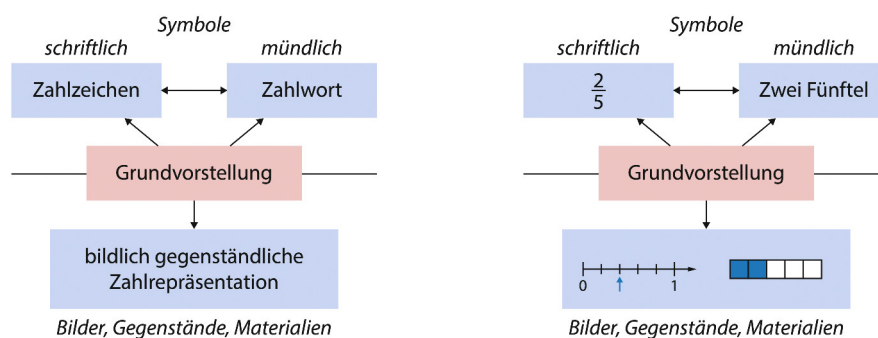 Symbole
schriftlich mündlich
Zahlzeichen Zahlwort
Grundvorstellung
bildlich gegenständliche
Zahlrepräsentation
Bilder, Gegenstände, Materialien
Symbole
schriftlich mündlich
2/5 Zwei Fünftel
Grundvorstellung
0 1
Bilder, Gegenstände, Materialien